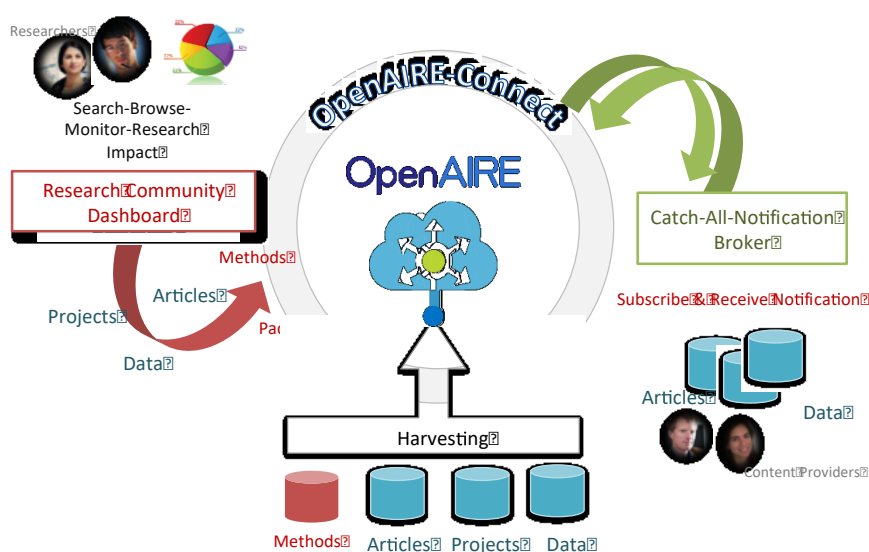 Researchers
Search-Browse-
Monitor-Research
Impact
Research Community
Dashboard
Methods
Articles
Projects
Pac
Data
OpenAIRE-Connect
OpenAIRE
Harvesting
Methods
Articles
Projects
Data
Catch-All-Notification
Broker
Subscribe & Receive Notification
Articles
Data
Content Providers